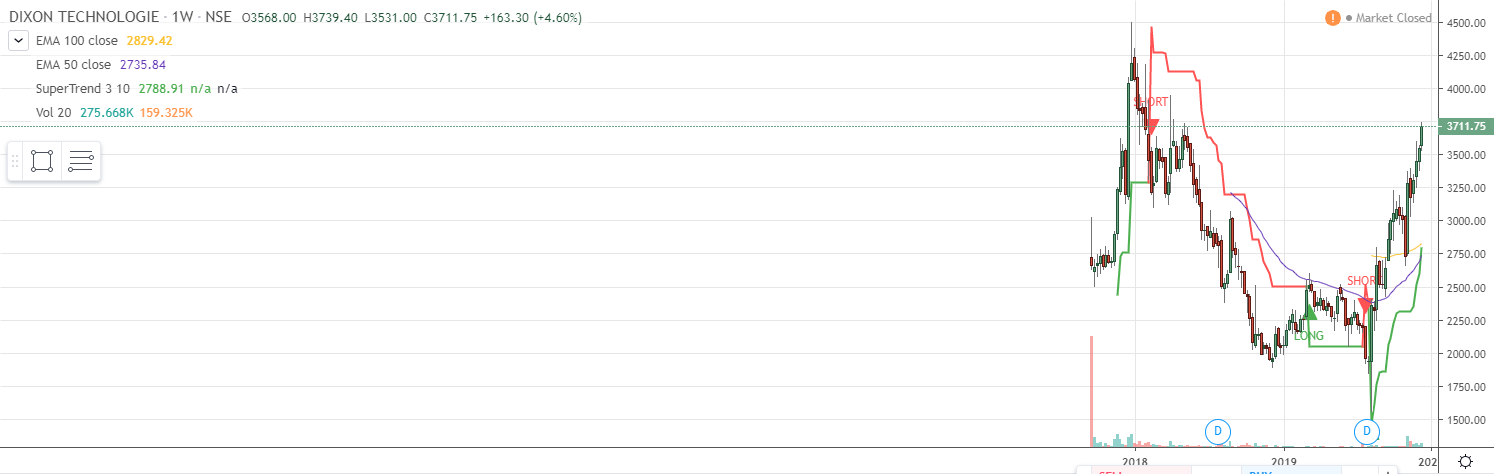 DIXON TECHNOLOGIE · 1W · NSE O3568.00 H3739.40 L3531.00 C3711.75 +163.30 (+4.60%)
Market Closed
EMA 100 close 2829.42
EMA 50 close 2735.84
SuperTrend 3 10 2788.91 n/a n/a
Vol 20 275.668K 159.325K
4500.00
4250.00
4000.00
3711.75
3500.00
3250.00
3000.00
2750.00
2500.00
2250.00
2000.00
1750.00
1500.00
SHORT
SHORT
LONG
D
D
2018
2019
202
SELL
BUY